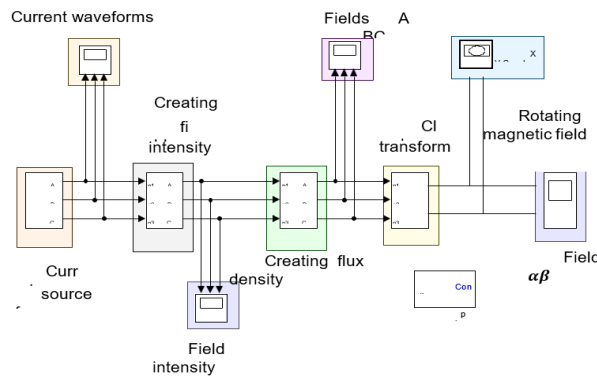 Current waveforms
Fields A
BC
X
Creating
fi
intensity
Cl
transform
Rotating
magnetic field
Creating flux
density
Curr
source
Field
αβ
Con
p
Field
intensity